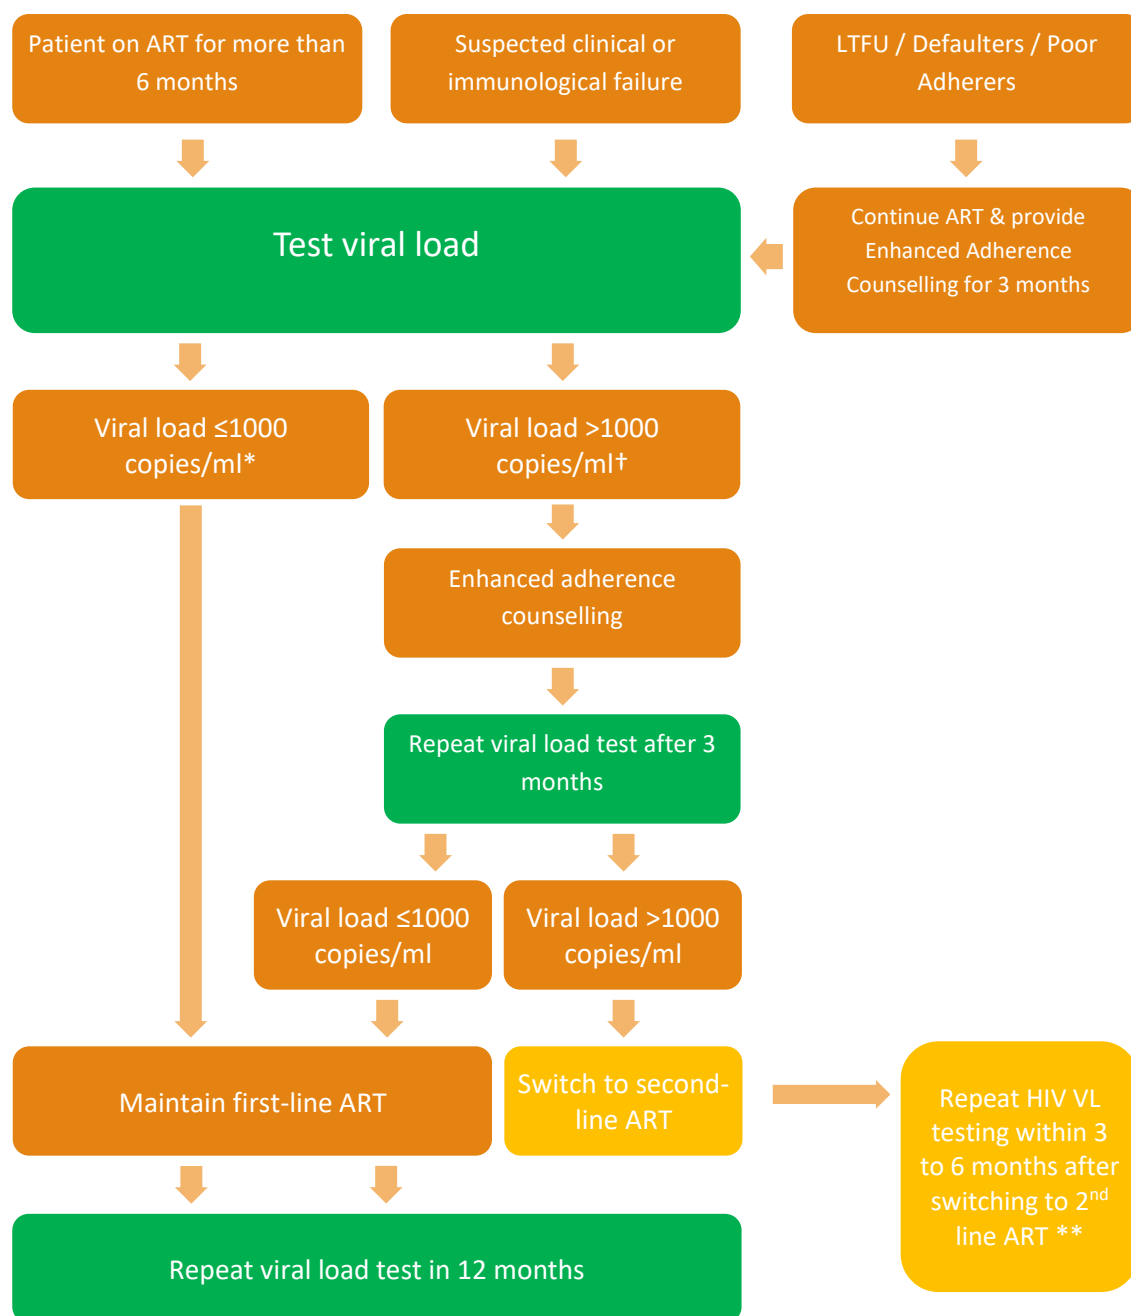 Patient on ART for more than
6 months
Suspected clinical or
immunological failure
LTFU / Defaulters / Poor
Adherers
Test viral load
Continue ART & provide
Enhanced Adherence
Counselling for 3 months
Viral load ≤1000
copies/ml*
Viral load >1000
copies/ml†
Enhanced adherence
counselling
Repeat viral load test after 3
months
Viral load ≤1000
copies/ml
Viral load >1000
copies/ml
Maintain first-line ART
Switch to second-
line ART
Repeat HIV VL
testing within 3
to 6 months after
switching to 2nd
line ART **
Repeat viral load test in 12 months